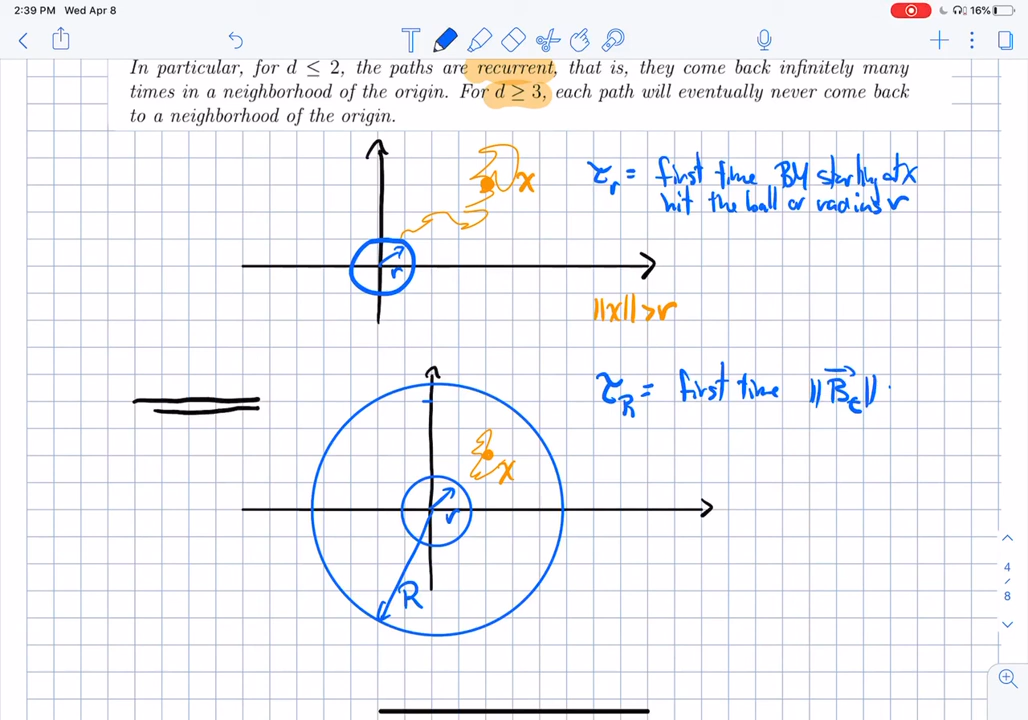 2:39 PM Wed Apr 8
16%
In particular, for d ≤ 2, the paths are recurrent, that is, they come back infinitely many
times in a neighborhood of the origin. For d ≥ 3, each path will eventually never come back
to a neighborhood of the origin.
x
τ_r = first time BM starting at x
hit the ball of radius r
r
||x|| > r
τ_R = first time ||B⃗_t||
x
r
R
4
/
8